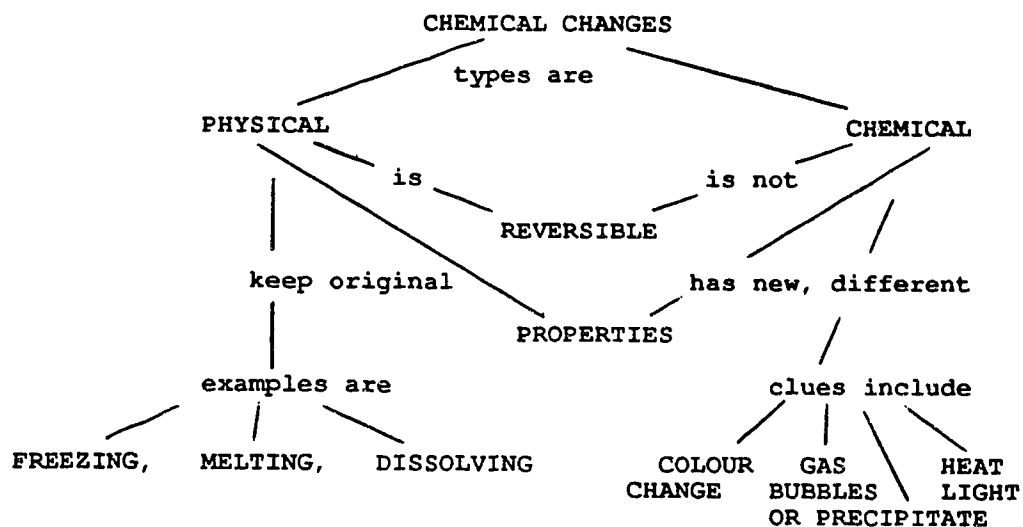 CHEMICAL CHANGES
types are
PHYSICAL
CHEMICAL
is
is not
REVERSIBLE
keep original
has new, different
PROPERTIES
examples are
clues include
FREEZING, MELTING, DISSOLVING
COLOUR GAS HEAT
CHANGE BUBBLES LIGHT
OR PRECIPITATE